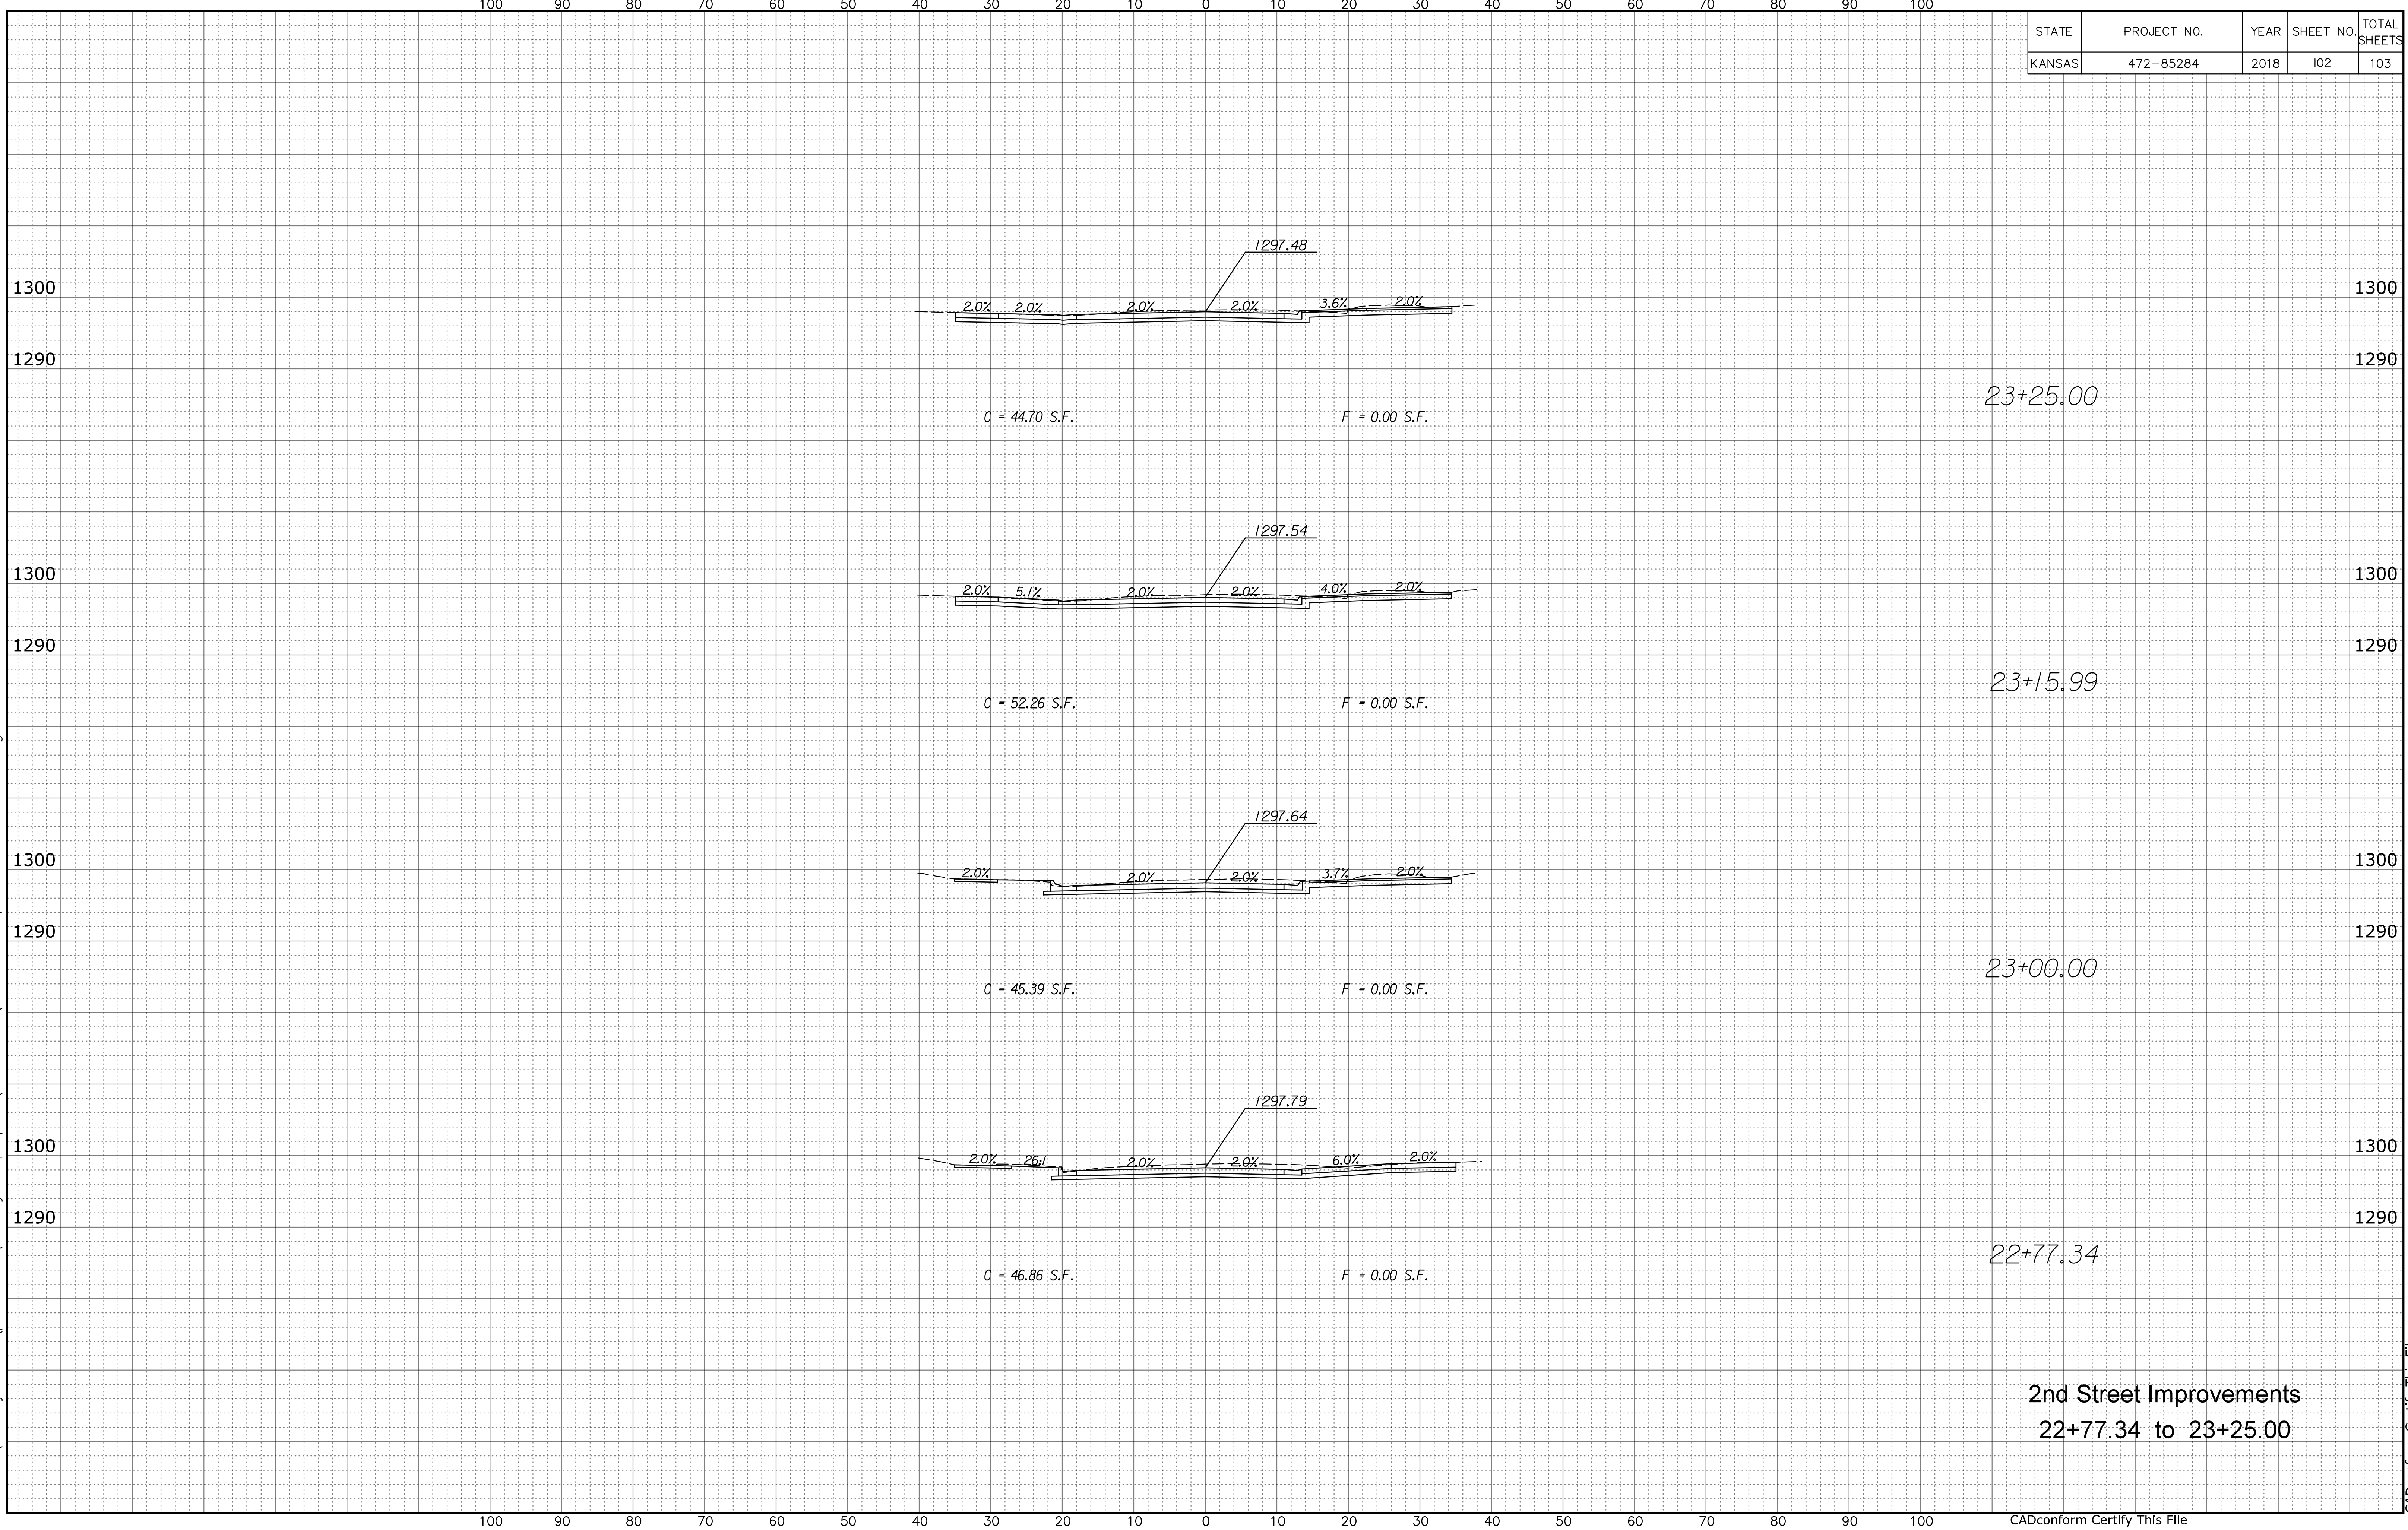 100 90 80 70 60 50 40 30 20 10 0 10 20 30 40 50 60 70 80 90 100
STATE PROJECT NO. YEAR SHEET NO. TOTAL SHEETS
KANSAS 472-85284 2018 102 103
1297.48
1300 1300
2.0% 2.0% 2.0% 2.0% 3.6% 2.0%
1290 1290
23+25.00
C = 44.70 S.F. F = 0.00 S.F.
1297.54
1300 1300
2.0% 5.1% 2.0% 2.0% 4.0% 2.0%
1290 1290
23+15.99
C = 52.26 S.F. F = 0.00 S.F.
1297.64
1300 1300
2.0% 2.0% 2.0% 3.7% 2.0%
1290 1290
23+00.00
C = 45.39 S.F. F = 0.00 S.F.
1297.79
1300 1300
2.0% 26:1 2.0% 2.0% 6.0% 2.0%
1290 1290
22+77.34
C = 46.86 S.F. F = 0.00 S.F.
2nd Street Improvements
22+77.34 to 23+25.00
100 90 80 70 60 50 40 30 20 10 0 10 20 30 40 50 60 70 80 90 100
CADconform Certify This File